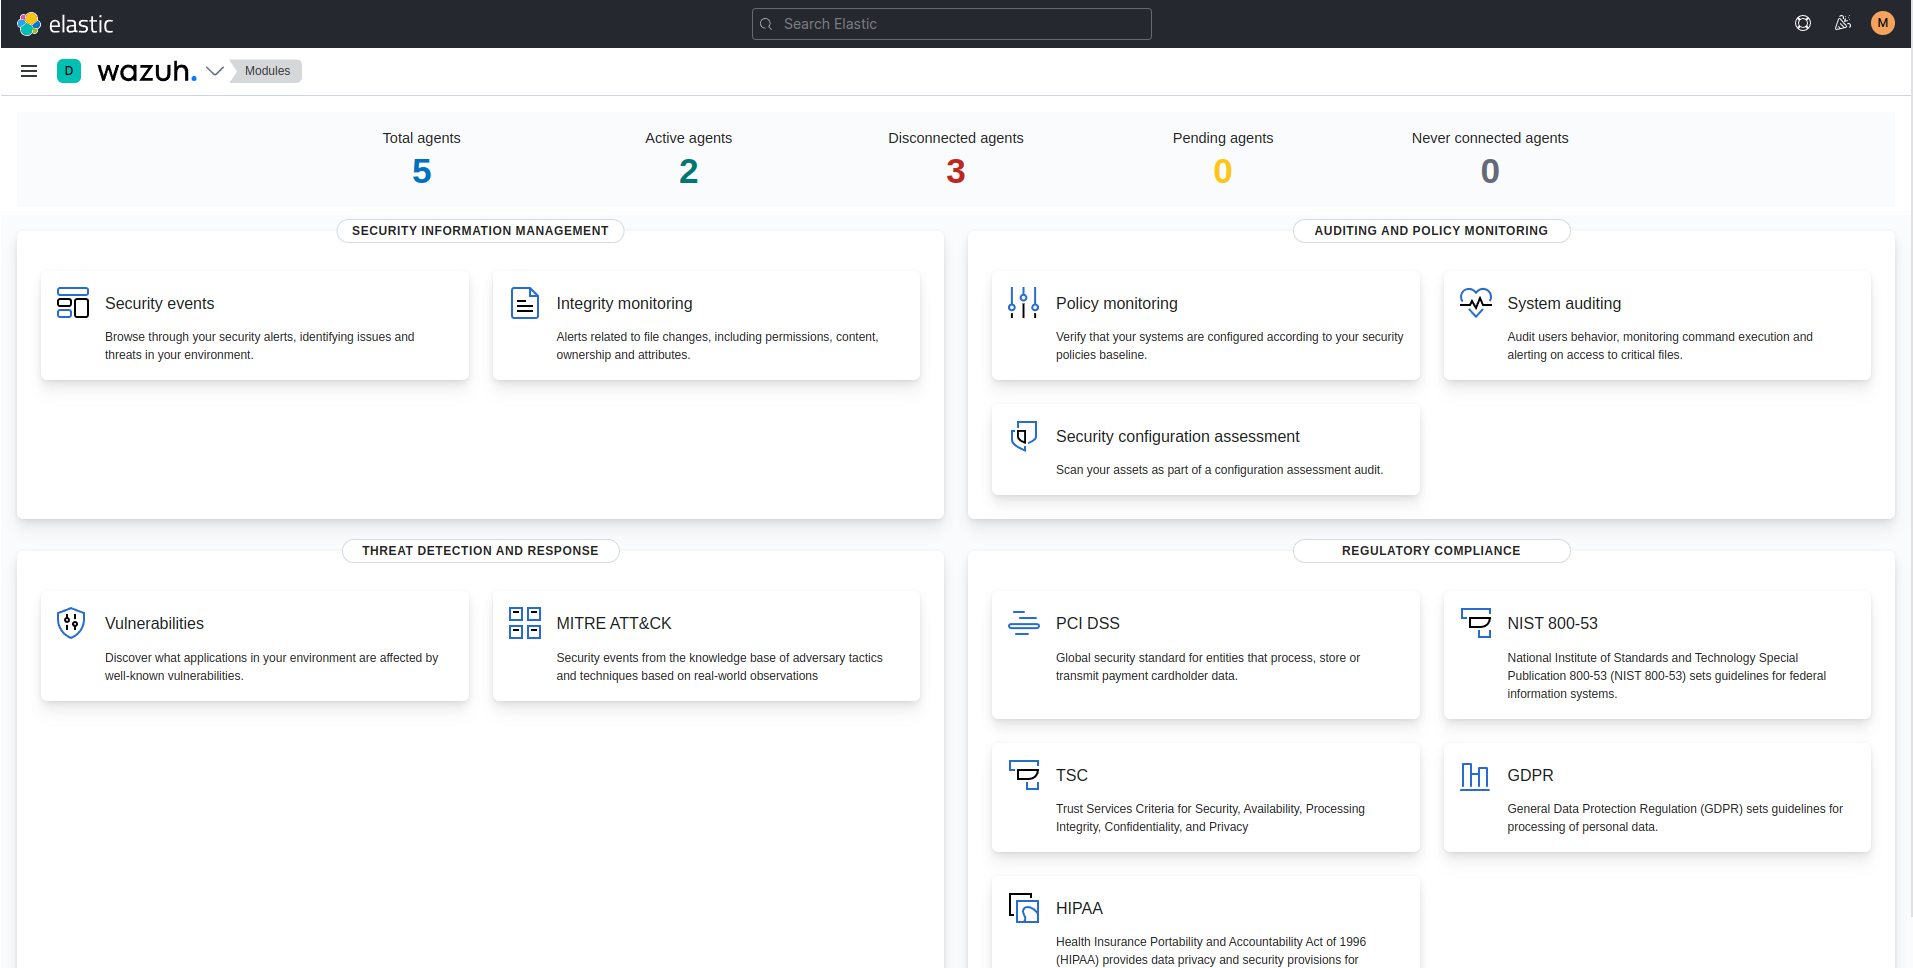 elastic
Search Elastic
M
D
wazuh.
Modules
Total agents
5
Active agents
2
Disconnected agents
3
Pending agents
0
Never connected agents
0
SECURITY INFORMATION MANAGEMENT
Security events
Browse through your security alerts, identifying issues and
threats in your environment.
Integrity monitoring
Alerts related to file changes, including permissions, content,
ownership and attributes.
AUDITING AND POLICY MONITORING
Policy monitoring
Verify that your systems are configured according to your security
policies baseline.
System auditing
Audit users behavior, monitoring command execution and
alerting on access to critical files.
Security configuration assessment
Scan your assets as part of a configuration assessment audit.
THREAT DETECTION AND RESPONSE
Vulnerabilities
Discover what applications in your environment are affected by
well-known vulnerabilities.
MITRE ATT&CK
Security events from the knowledge base of adversary tactics
and techniques based on real-world observations
REGULATORY COMPLIANCE
PCI DSS
Global security standard for entities that process, store or
transmit payment cardholder data.
NIST 800-53
National Institute of Standards and Technology Special
Publication 800-53 (NIST 800-53) sets guidelines for federal
information systems.
TSC
Trust Services Criteria for Security, Availability, Processing
Integrity, Confidentiality, and Privacy
GDPR
General Data Protection Regulation (GDPR) sets guidelines for
processing of personal data.
HIPAA
Health Insurance Portability and Accountability Act of 1996
(HIPAA) provides data privacy and security provisions for